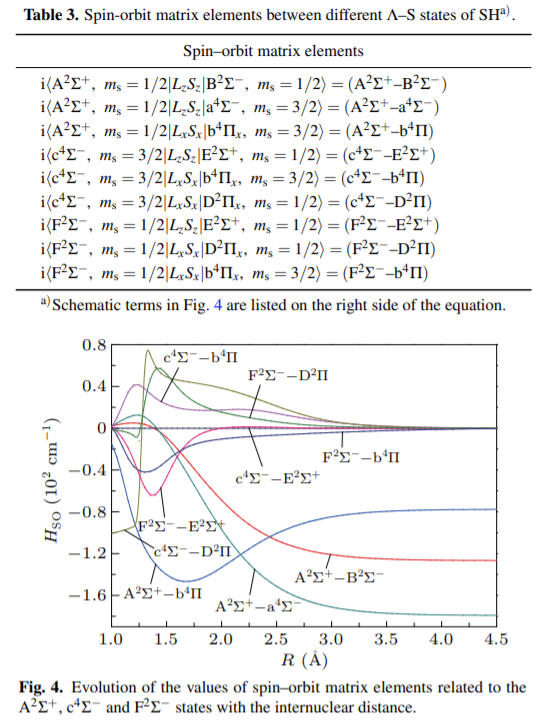 Table 3. Spin-orbit matrix elements between different Λ–S states of SHa).
Spin–orbit matrix elements
i⟨A²Σ⁺, mₛ = 1/2|L_zS_z|B²Σ⁻, mₛ = 1/2⟩ = (A²Σ⁺–B²Σ⁻)
i⟨A²Σ⁺, mₛ = 1/2|L_zS_z|a⁴Σ⁻, mₛ = 3/2⟩ = (A²Σ⁺–a⁴Σ⁻)
i⟨A²Σ⁺, mₛ = 1/2|LₓSₓ|b⁴Πₓ, mₛ = 3/2⟩ = (A²Σ⁺–b⁴Π)
i⟨c⁴Σ⁻, mₛ = 3/2|L_zS_z|E²Σ⁺, mₛ = 1/2⟩ = (c⁴Σ⁻–E²Σ⁺)
i⟨c⁴Σ⁻, mₛ = 3/2|LₓSₓ|b⁴Πₓ, mₛ = 3/2⟩ = (c⁴Σ⁻–b⁴Π)
i⟨c⁴Σ⁻, mₛ = 3/2|LₓSₓ|D²Πₓ, mₛ = 1/2⟩ = (c⁴Σ⁻–D²Π)
i⟨F²Σ⁻, mₛ = 1/2|L_zS_z|E²Σ⁺, mₛ = 1/2⟩ = (F²Σ⁻–E²Σ⁺)
i⟨F²Σ⁻, mₛ = 1/2|LₓSₓ|D²Πₓ, mₛ = 1/2⟩ = (F²Σ⁻–D²Π)
i⟨F²Σ⁻, mₛ = 1/2|LₓSₓ|b⁴Πₓ, mₛ = 3/2⟩ = (F²Σ⁻–b⁴Π)
a)Schematic terms in Fig. 4 are listed on the right side of the equation.
0.8
c⁴Σ⁻–b⁴Π
F²Σ⁻–D²Π
0.4
0
F²Σ⁻–b⁴Π
−0.4
c⁴Σ⁻–E²Σ⁺
H_SO (10² cm⁻¹)
−0.8
F²Σ⁻–E²Σ⁺
c⁴Σ⁻–D²Π
−1.2
A²Σ⁺–B²Σ⁻
−1.6
A²Σ⁺–b⁴Π
A²Σ⁺–a⁴Σ⁻
1.0 1.5 2.0 2.5 3.0 3.5 4.0 4.5
R (Å)
Fig. 4. Evolution of the values of spin–orbit matrix elements related to the
A²Σ⁺, c⁴Σ⁻ and F²Σ⁻ states with the internuclear distance.